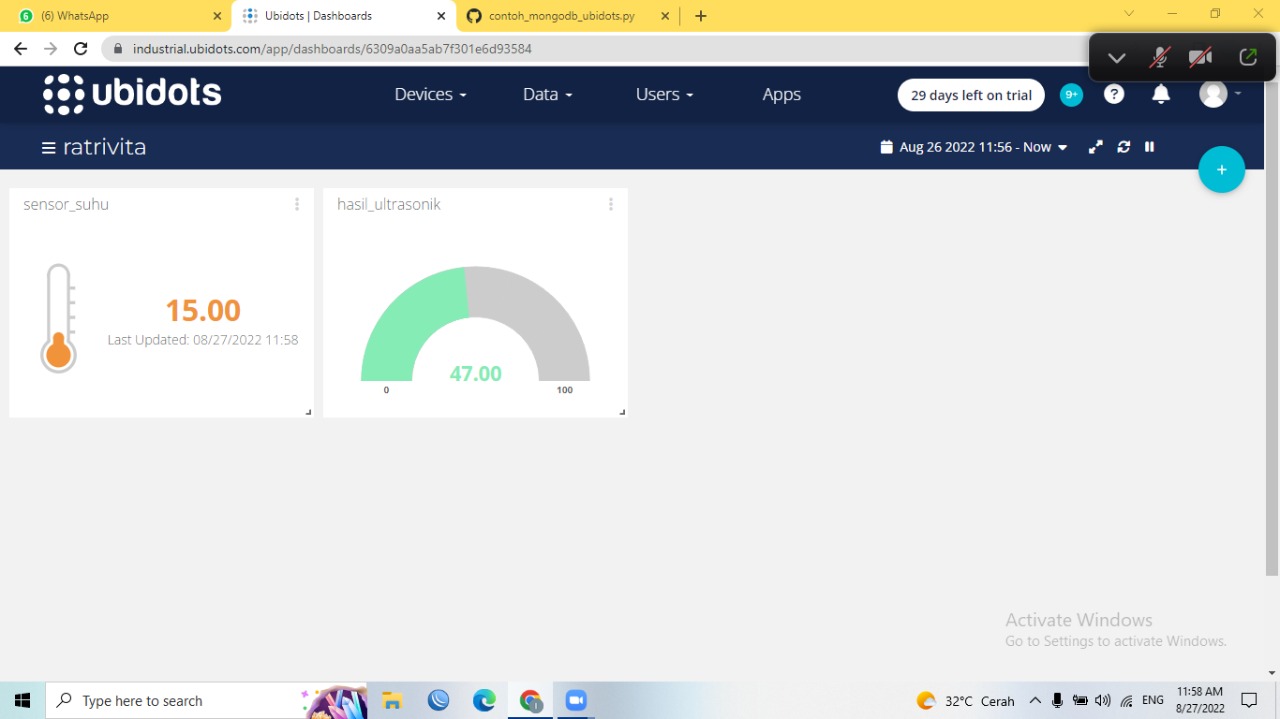 6 (6) WhatsApp
Ubidots | Dashboards
contoh_mongodb_ubidots.py
industrial.ubidots.com/app/dashboards/6309a0aa5ab7f301e6d93584
ubidots
Devices
Data
Users
Apps
29 days left on trial
9+
?
ratrivita
Aug 26 2022 11:56 - Now
+
sensor_suhu
15.00
Last Updated: 08/27/2022 11:58
hasil_ultrasonik
47.00
0
100
Activate Windows
Go to Settings to activate Windows.
Type here to search
32°C Cerah
ENG
11:58 AM
8/27/2022